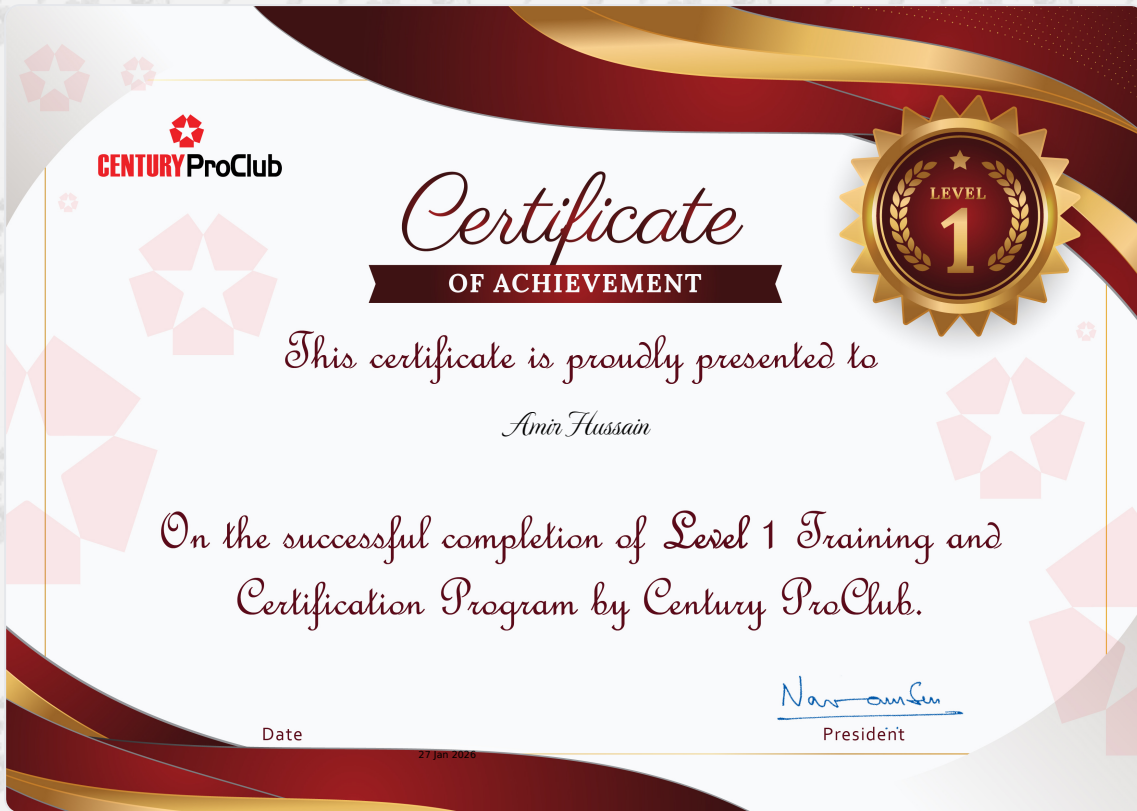 CENTURY ProClub
LEVEL
1
Certificate
OF ACHIEVEMENT
This certificate is proudly presented to
Amir Hussain
On the successful completion of Level 1 Training and
Certification Program by Century ProClub.
Date
President
27 Jan 2026